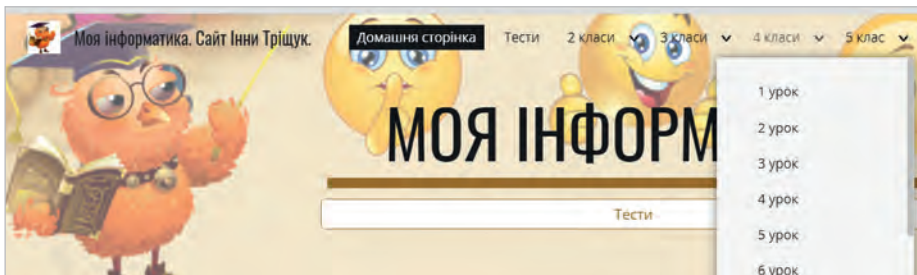 Моя інформатика. Сайт Інни Тріщук.
Домашня сторінка Тести 2 класи 3 класи 4 класи 5 клас
МОЯ ІНФОРМ
Тести
1 урок
2 урок
3 урок
4 урок
5 урок
6 урок